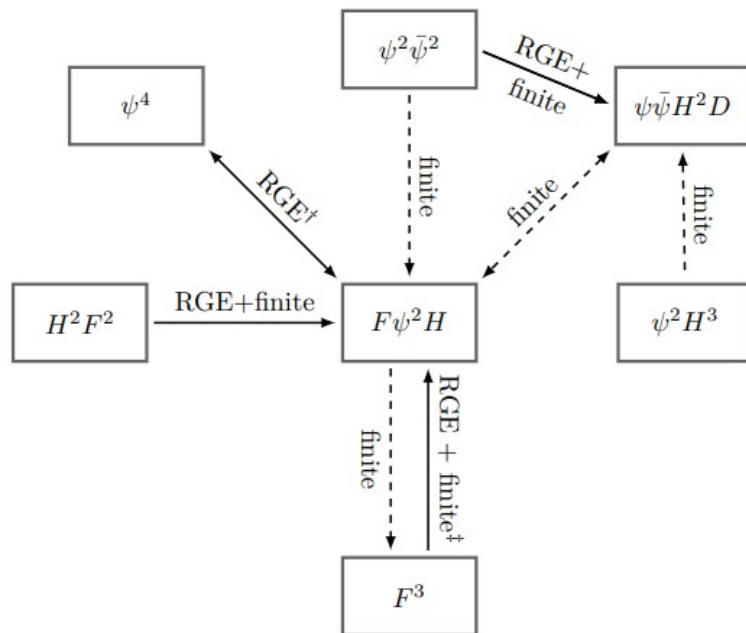 ψ²ψ̄²
RGE+
finite
ψ⁴
ψψ̄H²D
RGE†
finite
finite
finite
H²F²
RGE+finite
Fψ²H
ψ²H³
finite
RGE + finite‡
F³